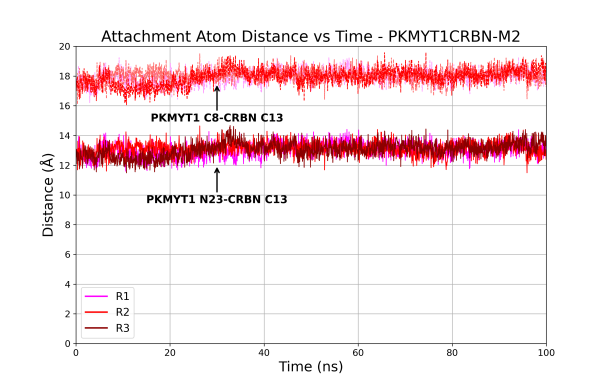 Attachment Atom Distance vs Time - PKMYT1CRBN-M2
20
18
16
14
12
10
8
6
4
2
0
Distance (Å)
PKMYT1 C8-CRBN C13
PKMYT1 N23-CRBN C13
R1
R2
R3
0 20 40 60 80 100
Time (ns)